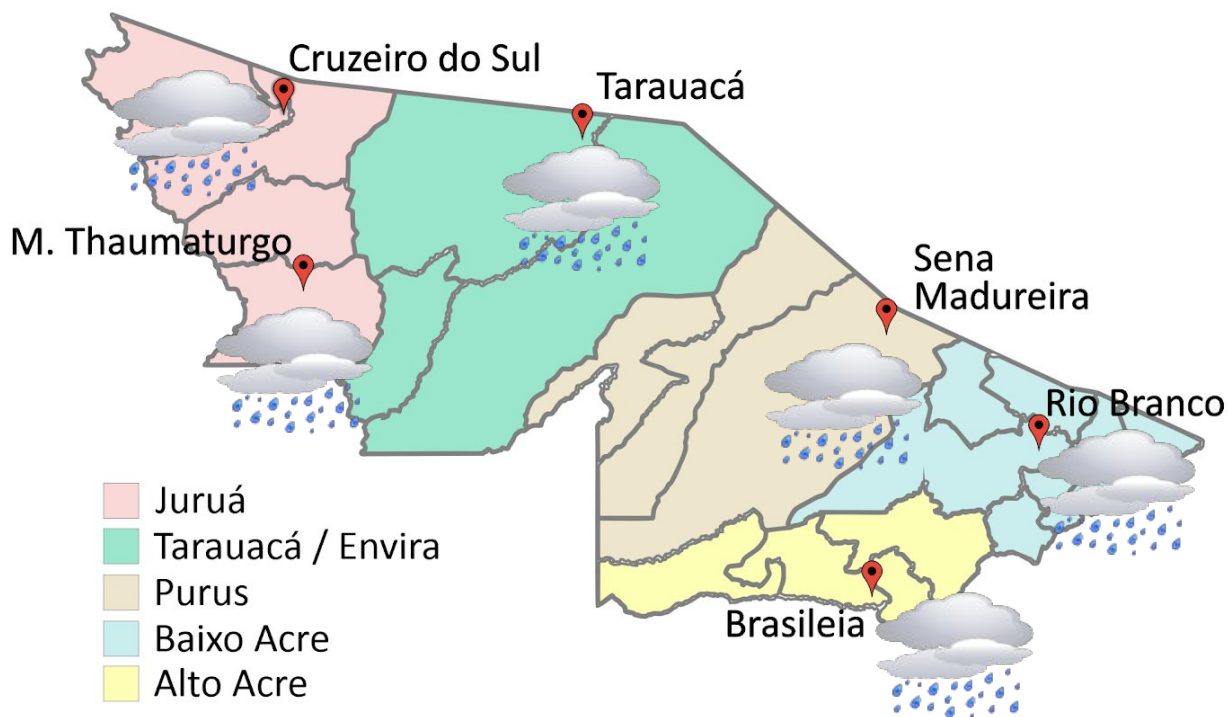 Cruzeiro do Sul
Tarauacá
M. Thaumaturgo
Sena
Madureira
Rio Branco
Brasileia
Juruá
Tarauacá / Envira
Purus
Baixo Acre
Alto Acre